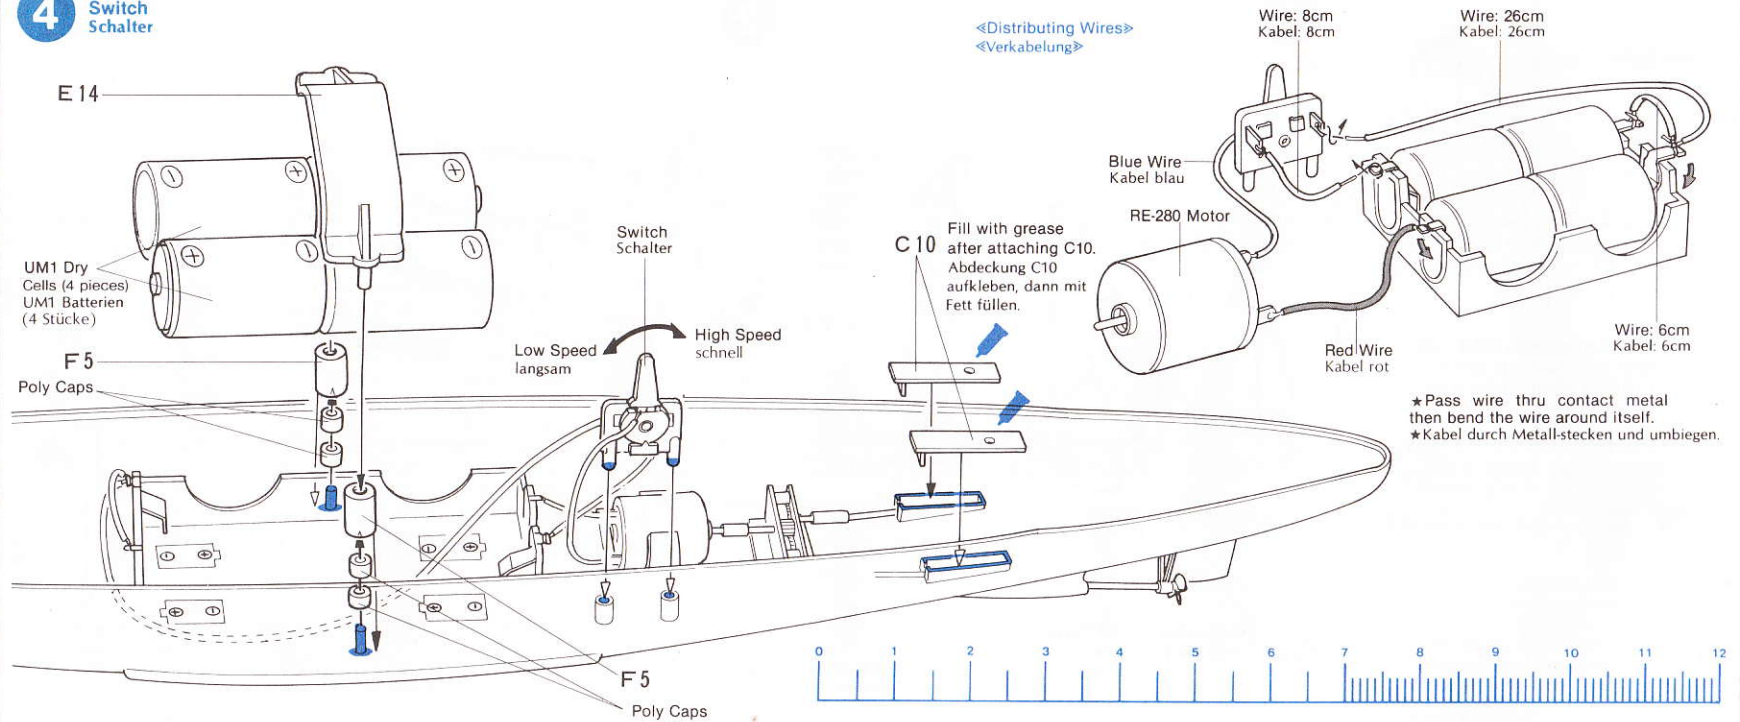 4
Switch
Schalter
E14
UM1 Dry
Cells (4 pieces)
UM1 Batterien
(4 Stücke)
F5
Poly Caps
Switch
Schalter
Low Speed
langsam
High Speed
schnell
C10
Fill with grease
after attaching C10.
Abdeckung C10
aufkleben, dann mit
Fett füllen.
F5
Poly Caps
≪Distributing Wires≫
≪Verkabelung≫
Wire: 8cm
Kabel: 8cm
Wire: 26cm
Kabel: 26cm
Blue Wire
Kabel blau
RE-280 Motor
Red Wire
Kabel rot
Wire: 6cm
Kabel: 6cm
★Pass wire thru contact metal
then bend the wire around itself.
★Kabel durch Metall-stecken und umbiegen.
0 1 2 3 4 5 6 7 8 9 10 11 12